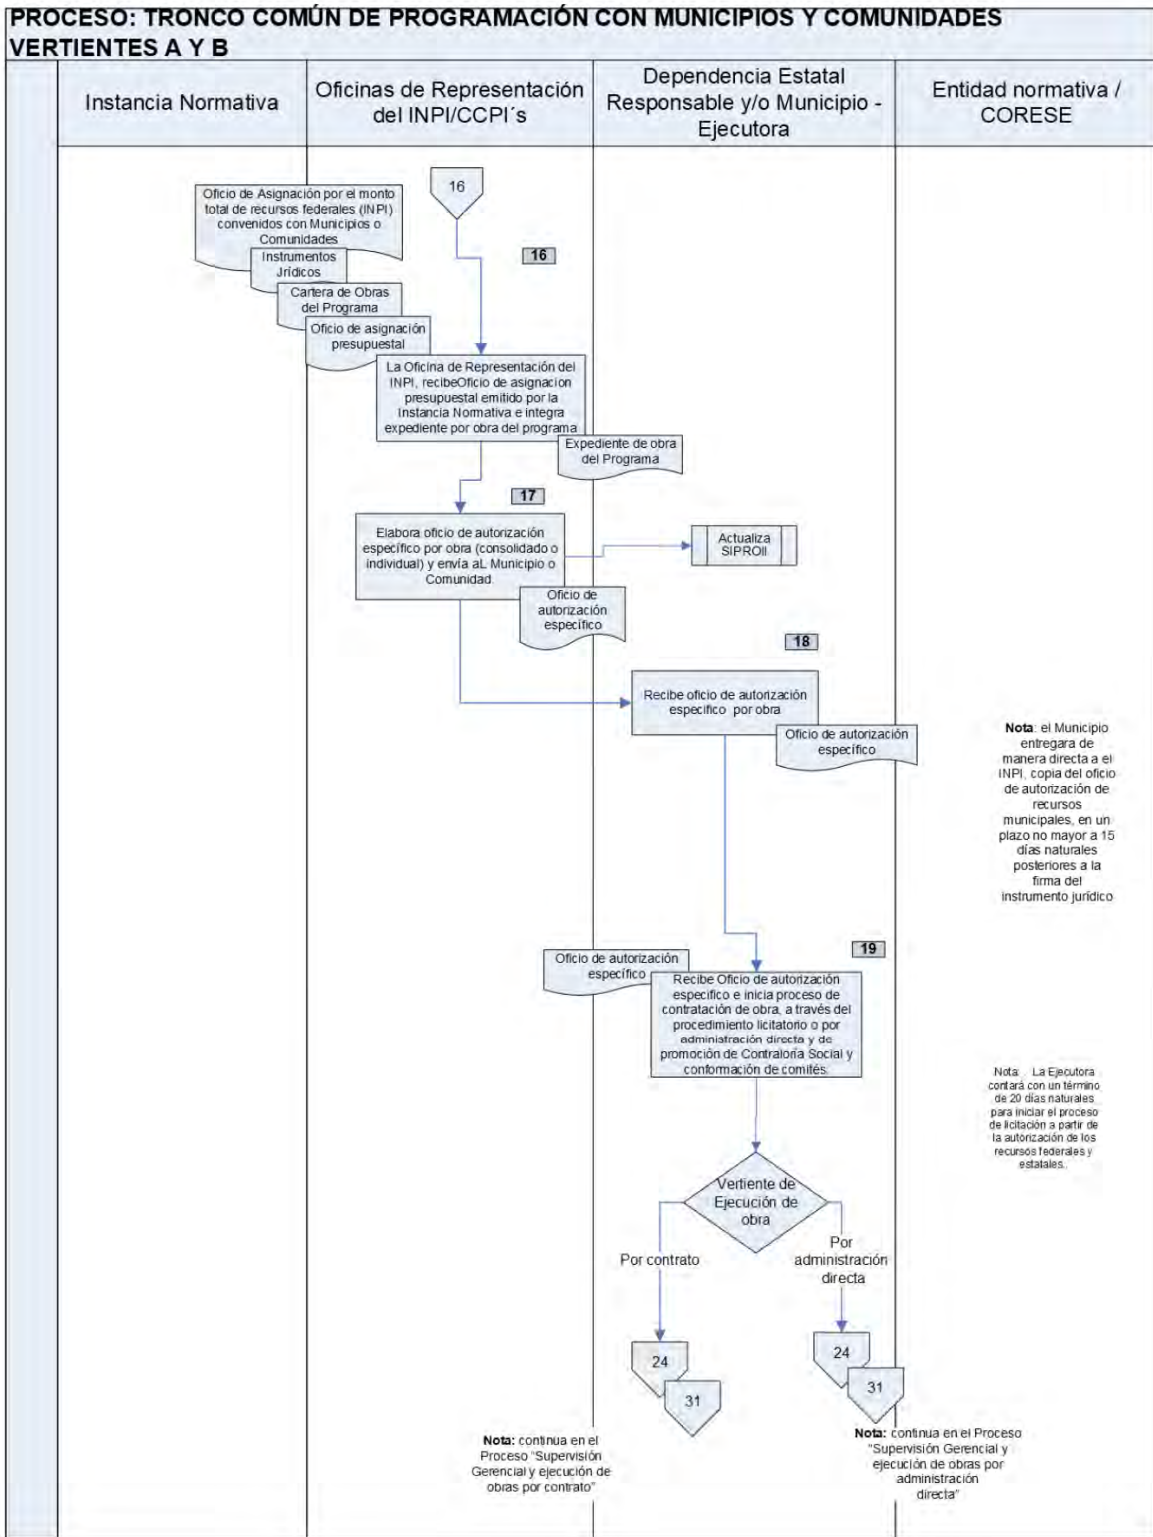 PROCESO: TRONCO COMÚN DE PROGRAMACIÓN CON MUNICIPIOS Y COMUNIDADES
VERTIENTES A Y B
Instancia Normativa
Oficinas de Representación
del INPI/CCPI´s
Dependencia Estatal
Responsable y/o Municipio -
Ejecutora
Entidad normativa /
CORESE
16
Oficio de Asignación por el monto
total de recursos federales (INPI)
convenidos con Municipios o
Comunidades
16
Instrumentos
Jrídicos
Cartera de Obras
del Programa
Oficio de asignación
presupuestal
La Oficina de Representación del
INPI, recibeOficio de asignacion
presupuestal emitido por la
Instancia Normativa e integra
expediente por obra del programa
Expediente de obra
del Programa
17
Elabora oficio de autorización
específico por obra (consolidado o
individual) y envía aL Municipio o
Comunidad.
Actualiza
SIPROII
Oficio de
autorización
específico
18
Recibe oficio de autorización
especifico por obra
Oficio de autorización
específico
Nota: el Municipio
entregara de
manera directa a el
INPI, copia del oficio
de autorización de
recursos
municipales, en un
plazo no mayor a 15
días naturales
posteriores a la
firma del
instrumento jurídico
19
Oficio de autorización
específico
Recibe Oficio de autorización
especifico e inicia proceso de
contratación de obra, a través del
procedimiento licitatorio o por
administración directa y de
promoción de Contraloría Social y
conformación de comités.
Nota: La Ejecutora
contará con un término
de 20 días naturales
para iniciar el proceso
de licitación a partir de
la autorización de los
recursos federales y
estatales.
Vertiente de
Ejecución de
obra
Por contrato
Por
administración
directa
24
31
24
31
Nota: continua en el
Proceso "Supervisión
Gerencial y ejecución de
obras por contrato"
Nota: continua en el Proceso
"Supervisión Gerencial y
ejecución de obras por
administración
directa"